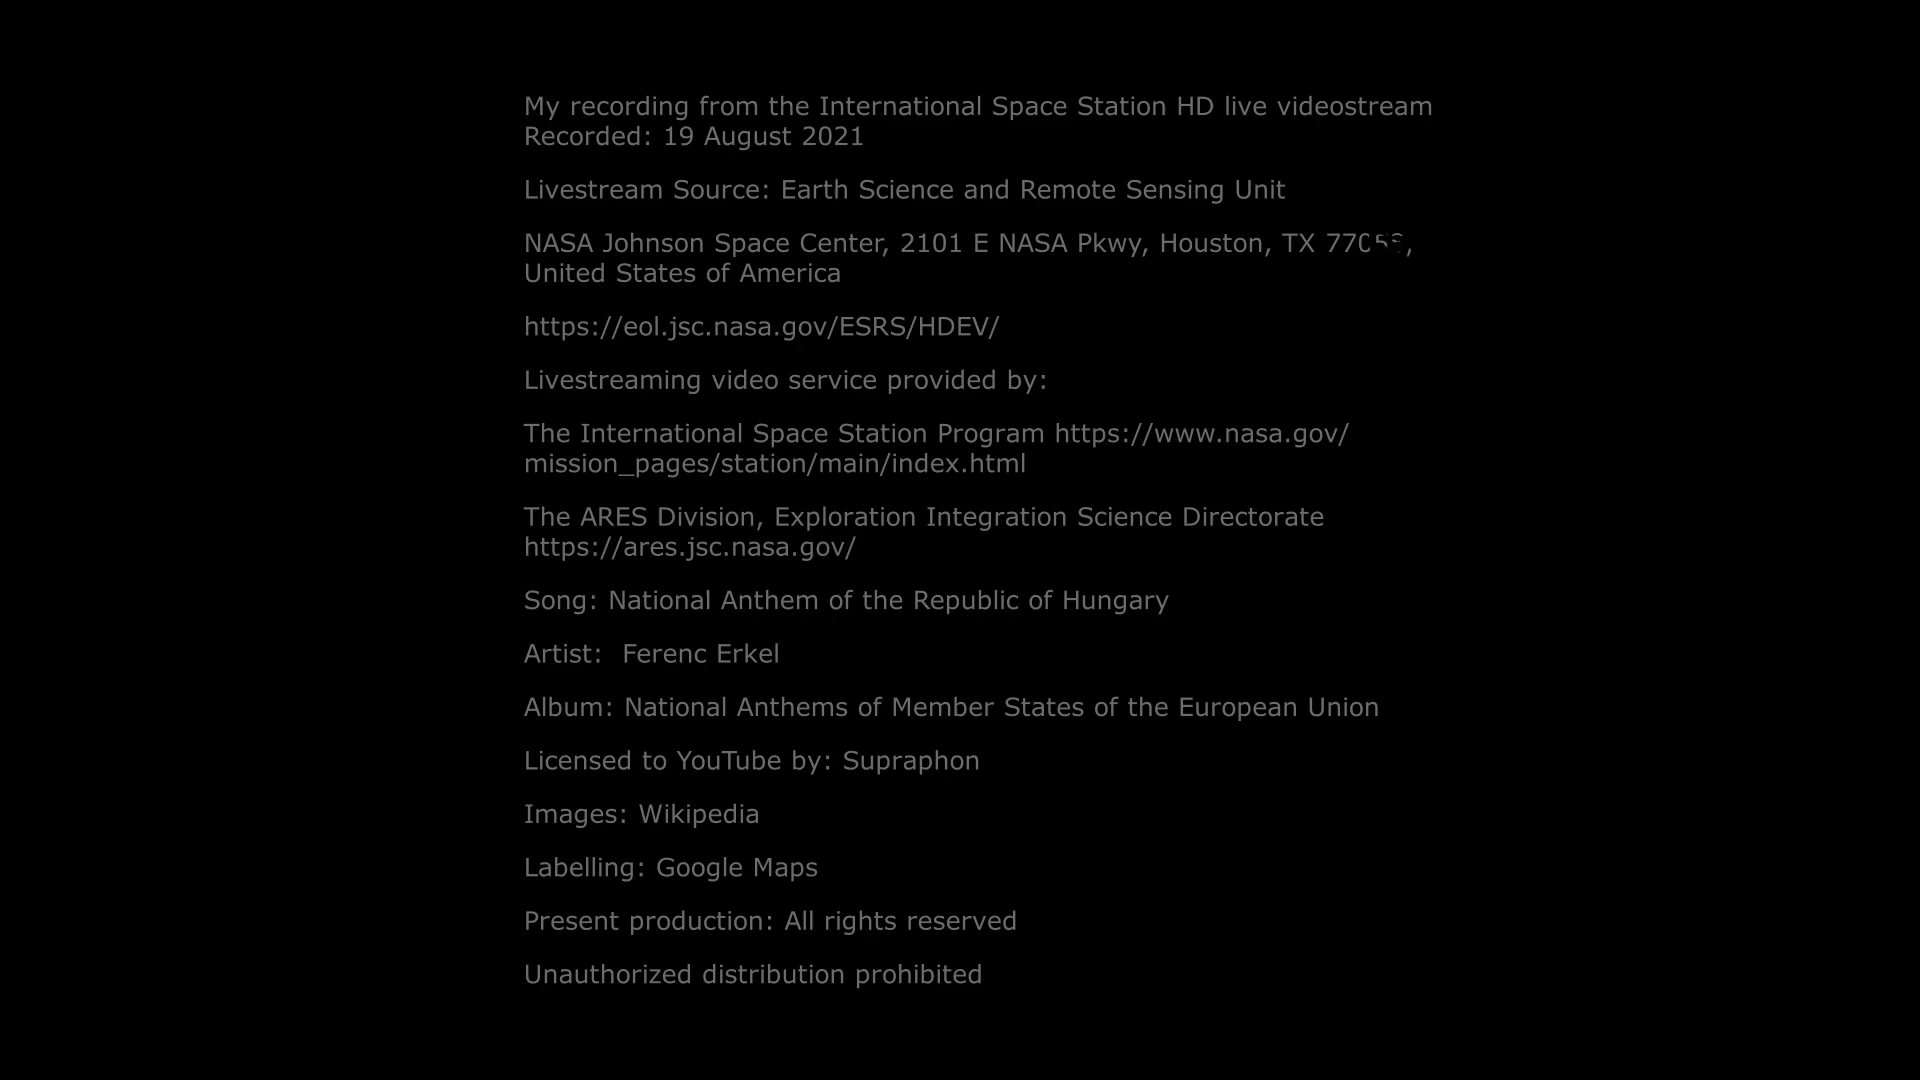 My recording from the International Space Station HD live videostream
Recorded: 19 August 2021
Livestream Source: Earth Science and Remote Sensing Unit
NASA Johnson Space Center, 2101 E NASA Pkwy, Houston, TX
United States of America
https://eol.jsc.nasa.gov/ESRS/HDEV/
Livestreaming video service provided by:
The International Space Station Program https://www.nasa.gov/
mission_pages/station/main/index.html
The ARES Division, Exploration Integration Science Directorate
https://ares.jsc.nasa.gov/
Song: National Anthem of the Republic of Hungary
Artist:  Ferenc Erkel
Album: National Anthems of Member States of the European Union
Licensed to YouTube by: Supraphon
Images: Wikipedia
Labelling: Google Maps
Present production: All rights reserved
Unauthorized distribution prohibited